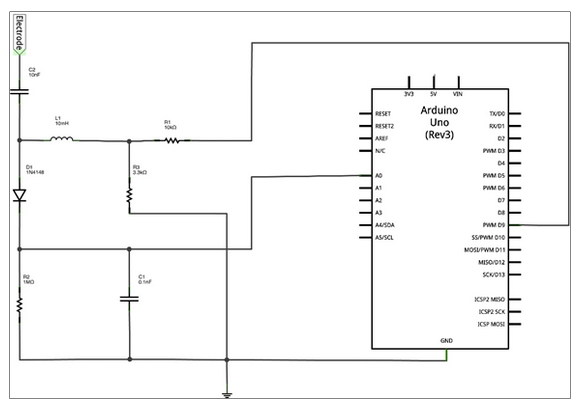 Electrode
C2
10nF
L1
10mH
R1
10kΩ
D1
1N4148
R3
3.3kΩ
R2
1MΩ
C1
0.1nF
3V3 5V VIN
Arduino
Uno
(Rev3)
RESET
RESET2
AREF
N/C
A0
A1
A2
A3
A4/SDA
A5/SCL
TX/D0
RX/D1
D2
PWM D3
D4
PWM D5
PWM D6
D7
D8
PWM D9
SS/PWM D10
MOSI/PWM D11
MISO/D12
SCK/D13
ICSP2 MISO
ICSP2 SCK
ICSP MOSI
GND